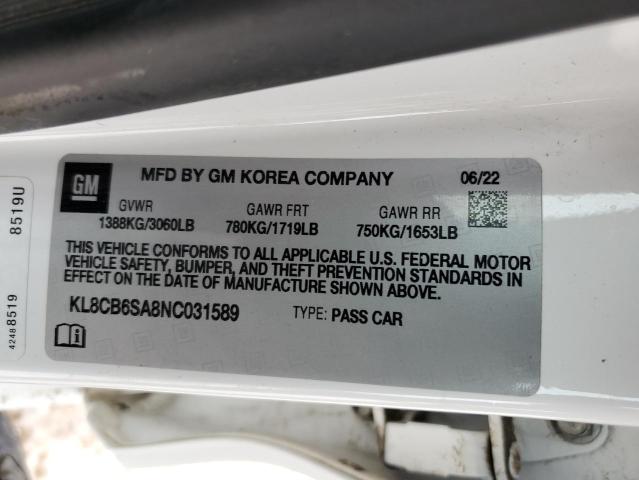 GM
MFD BY GM KOREA COMPANY 06/22
GVWR GAWR FRT GAWR RR
1388KG/3060LB 780KG/1719LB 750KG/1653LB
THIS VEHICLE CONFORMS TO ALL APPLICABLE U.S. FEDERAL MOTOR
VEHICLE SAFETY, BUMPER, AND THEFT PREVENTION STANDARDS IN
EFFECT ON THE DATE OF MANUFACTURE SHOWN ABOVE.
KL8CB6SA8NC031589 TYPE: PASS CAR
42488519 8519U